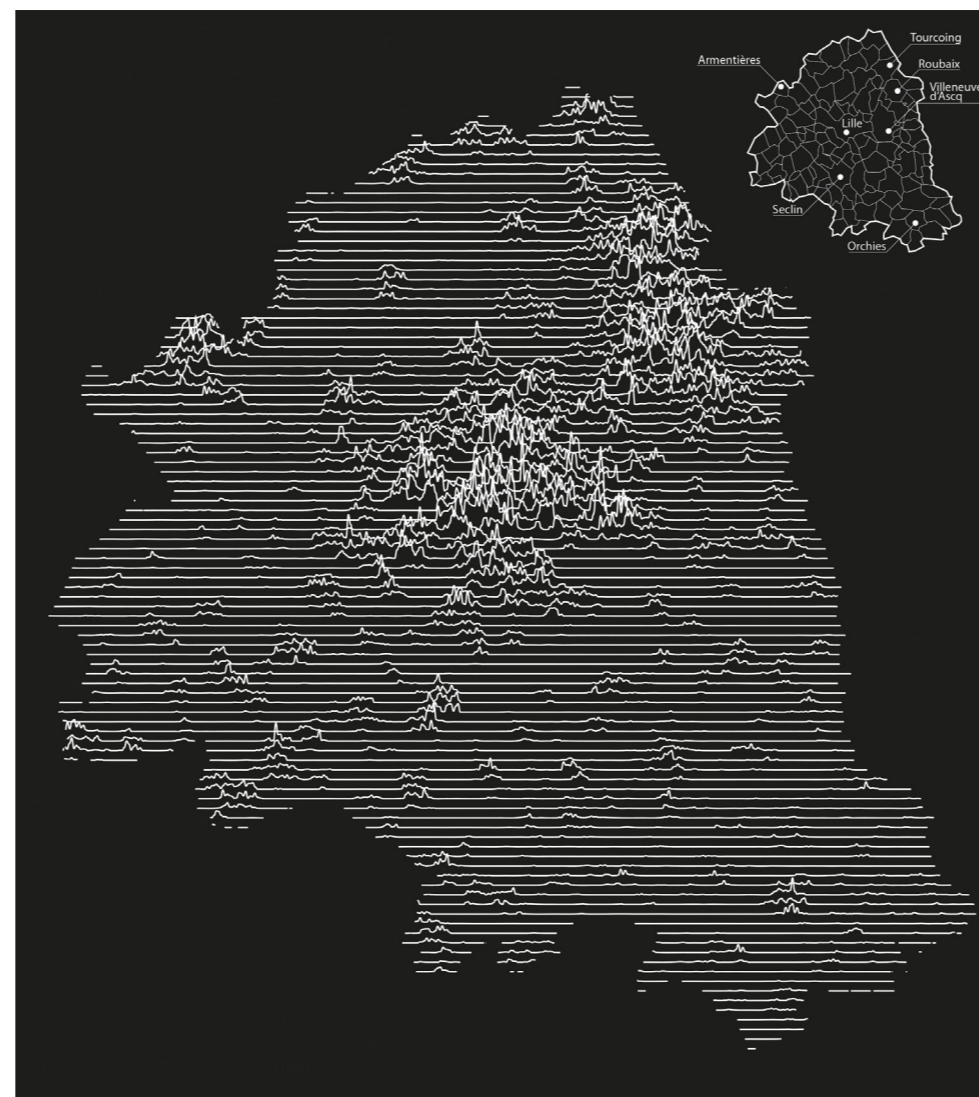 Tourcoing
Armentières
Roubaix
Villeneuve
d'Ascq
Lille
Seclin
Orchies